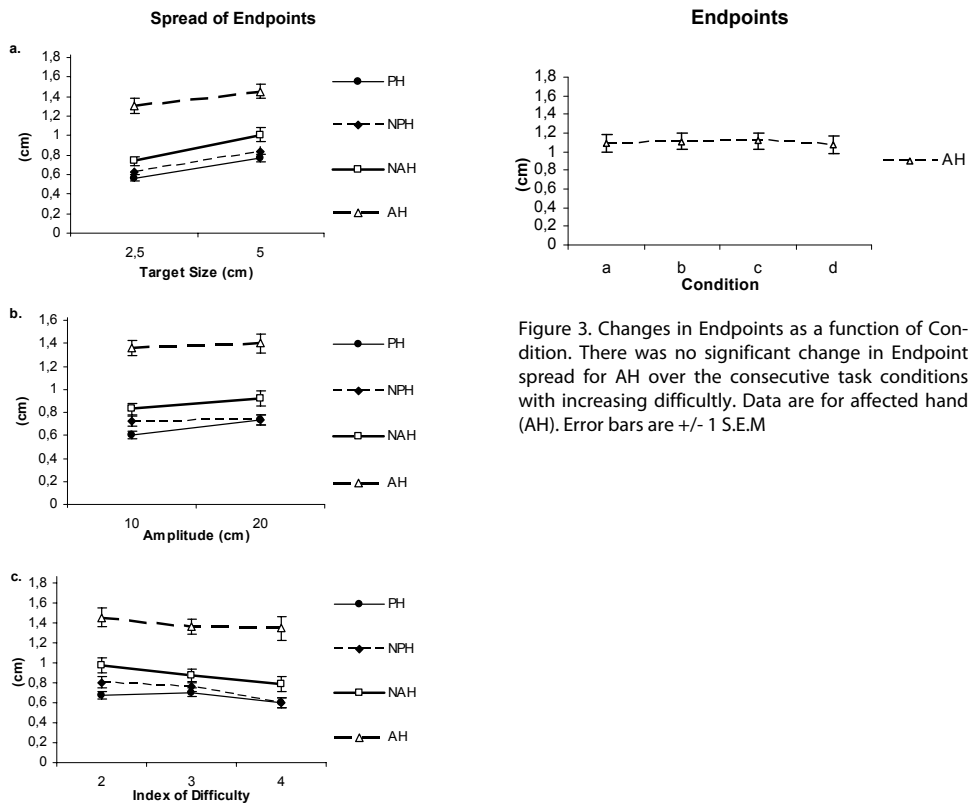 Spread of Endpoints
a.
1,8
1,6
1,4
1,2
1
0,8
0,6
0,4
0,2
0
(cm)
2,5 5
Target Size (cm)
PH
NPH
NAH
AH
b.
1,8
1,6
1,4
1,2
1
0,8
0,6
0,4
0,2
0
(cm)
10 20
Amplitude (cm)
PH
NPH
NAH
AH
c.
1,8
1,6
1,4
1,2
1
0,8
0,6
0,4
0,2
0
(cm)
2 3 4
Index of Difficulty
PH
NPH
NAH
AH
Endpoints
1,8
1,6
1,4
1,2
1
0,8
0,6
0,4
0,2
0
(cm)
a b c d
Condition
AH
Figure 3. Changes in Endpoints as a function of Con-
dition. There was no significant change in Endpoint
spread for AH over the consecutive task conditions
with increasing difficultly. Data are for affected hand
(AH). Error bars are +/- 1 S.E.M